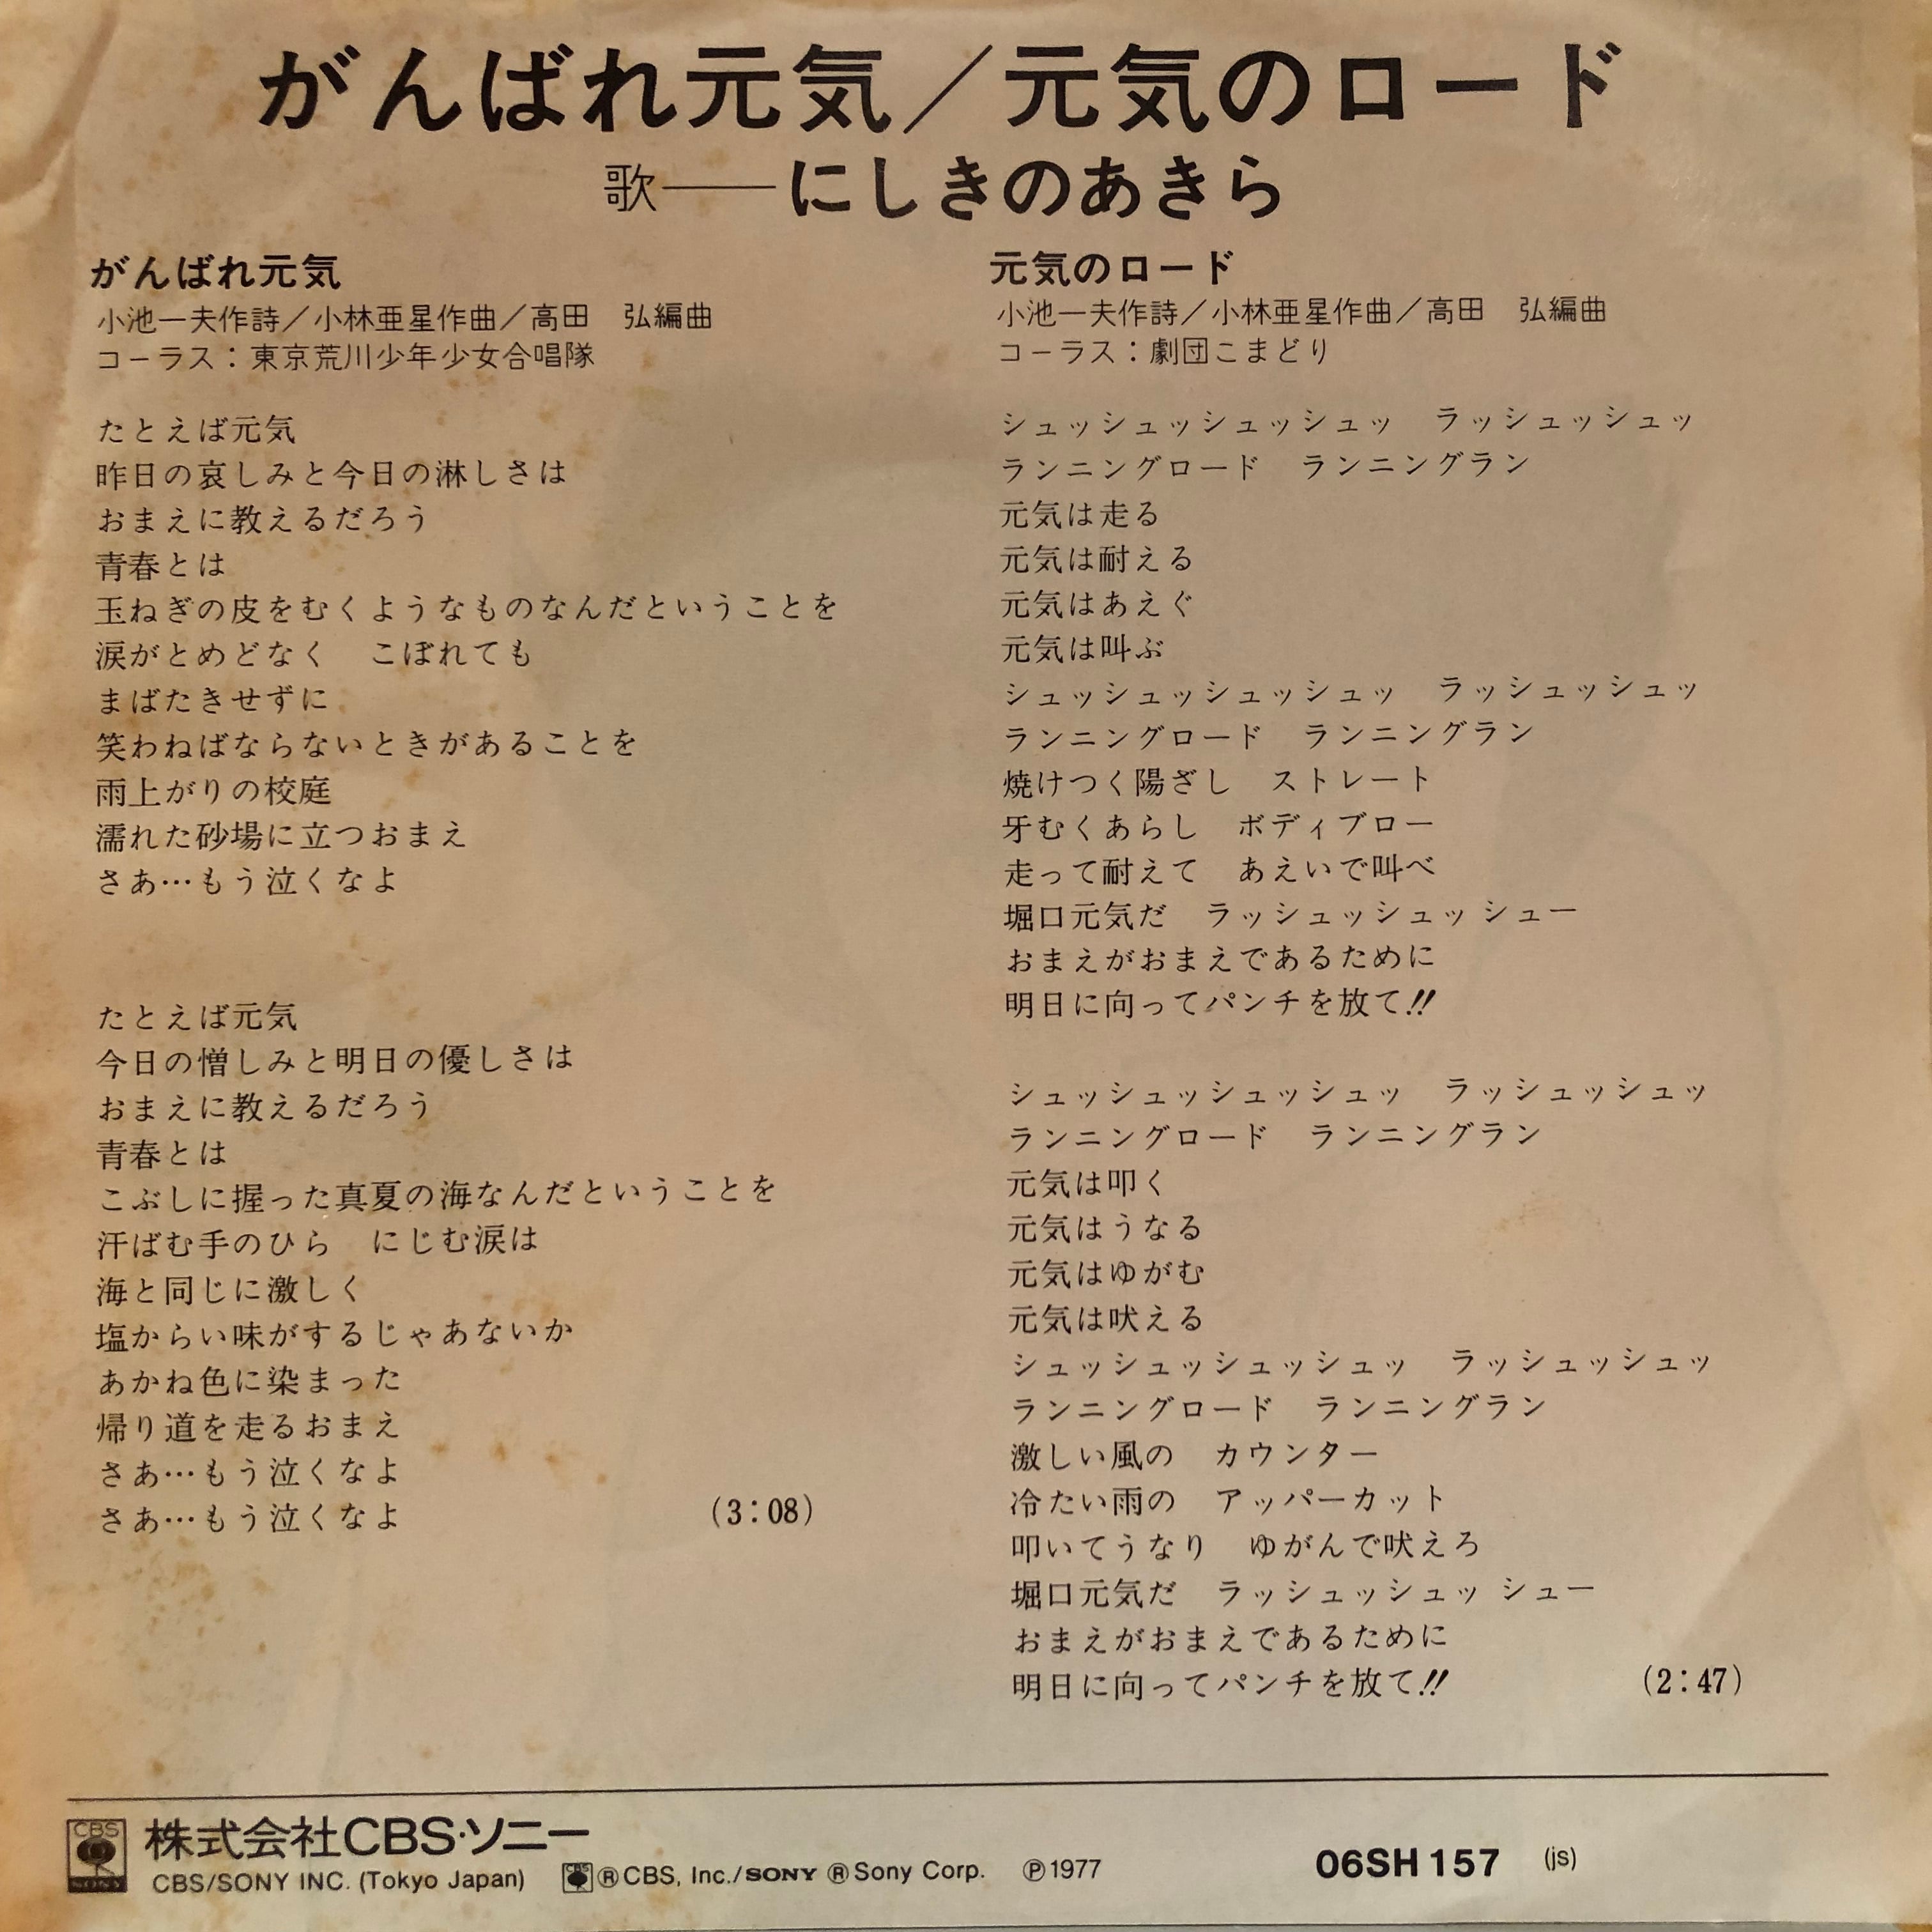 がんばれ元気／元気のロード
歌──にしきのあきら
がんばれ元気
小池一夫作詩／小林亜星作曲／高田　弘編曲
コーラス：東京荒川少年少女合唱隊
たとえば元気
昨日の哀しみと今日の淋しさは
おまえに教えるだろう
青春とは
玉ねぎの皮をむくようなものなんだということを
涙がとめどなく　こぼれても
まばたきせずに
笑わねばならないときがあることを
雨上がりの校庭
濡れた砂場に立つおまえ
さあ…もう泣くなよ
たとえば元気
今日の憎しみと明日の優しさは
おまえに教えるだろう
青春とは
こぶしに握った真夏の海なんだということを
汗ばむ手のひら　にじむ涙は
海と同じに激しく
塩からい味がするじゃあないか
あかね色に染まった
帰り道を走るおまえ
さあ…もう泣くなよ
さあ…もう泣くなよ
(3：08)
元気のロード
小池一夫作詩／小林亜星作曲／高田　弘編曲
コーラス：劇団こまどり
シュッシュッシュッシュッ　ラッシュッシュッ
ランニングロード　ランニングラン
元気は走る
元気は耐える
元気はあえぐ
元気は叫ぶ
シュッシュッシュッシュッ　ラッシュッシュッ
ランニングロード　ランニングラン
焼けつく陽ざし　ストレート
牙むくあらし　ボディブロー
走って耐えて　あえいで叫べ
堀口元気だ　ラッシュッシュッ シュー
おまえがおまえであるために
明日に向ってパンチを放て!!
シュッシュッシュッシュッ　ラッシュッシュッ
ランニングロード　ランニングラン
元気は叩く
元気はうなる
元気はゆがむ
元気は吠える
シュッシュッシュッシュッ　ラッシュッシュッ
ランニングロード　ランニングラン
激しい風の　カウンター
冷たい雨の　アッパーカット
叩いてうなり　ゆがんで吠えろ
堀口元気だ　ラッシュッシュッ シュー
おまえがおまえであるために
明日に向ってパンチを放て!!
(2：47)
CBS
SONY
株式会社CBS・ソニー
CBS/SONY INC. (Tokyo Japan)　CBS ®CBS, Inc./SONY ®Sony Corp.　℗1977
06SH 157 (js)